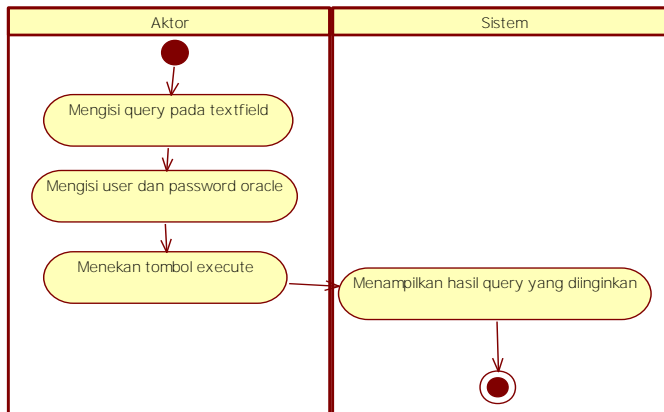 Aktor
Sistem
Mengisi query pada textfield
Mengisi user dan password oracle
Menekan tombol execute
Menampilkan hasil query yang diinginkan